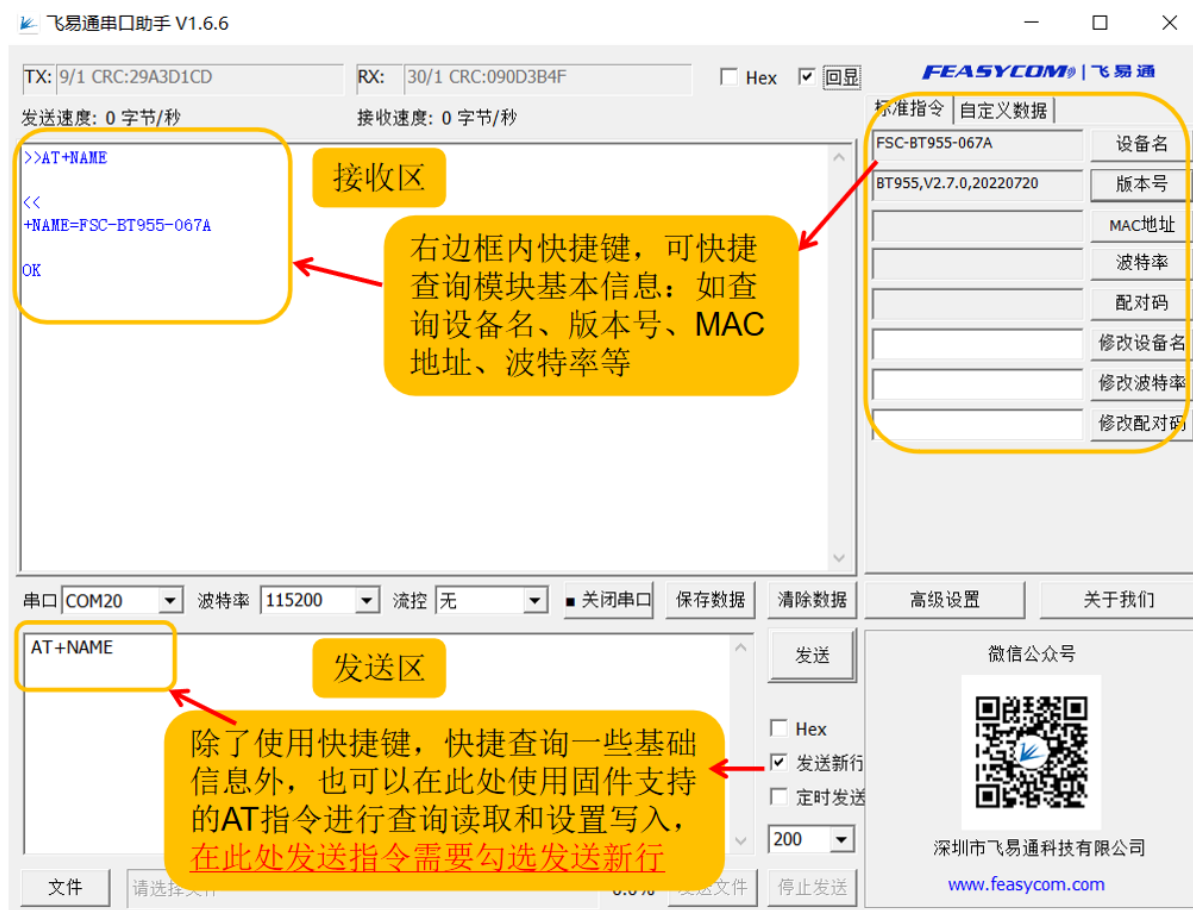 飞易通串口助手 V1.6.6
TX: 9/1 CRC:29A3D1CD
RX: 30/1 CRC:090D3B4F
Hex
回显
FEASYCOM | 飞易通
发送速度: 0 字节/秒
接收速度: 0 字节/秒
标准指令
自定义数据
>>AT+NAME
<<
+NAME=FSC-BT955-067A
OK
接收区
右边框内快捷键，可快捷
查询模块基本信息：如查
询设备名、版本号、MAC
地址、波特率等
FSC-BT955-067A
设备名
BT955,V2.7.0,20220720
版本号
MAC地址
波特率
配对码
修改设备名
修改波特率
修改配对码
串口 COM20
波特率 115200
流控 无
关闭串口
保存数据
清除数据
高级设置
关于我们
AT+NAME
发送区
除了使用快捷键，快捷查询一些基础
信息外，也可以在此处使用固件支持
的AT指令进行查询读取和设置写入，
在此处发送指令需要勾选发送新行
发送
Hex
发送新行
定时发送
200
微信公众号
深圳市飞易通科技有限公司
www.feasycom.com
文件
请选择文件
发送文件
停止发送